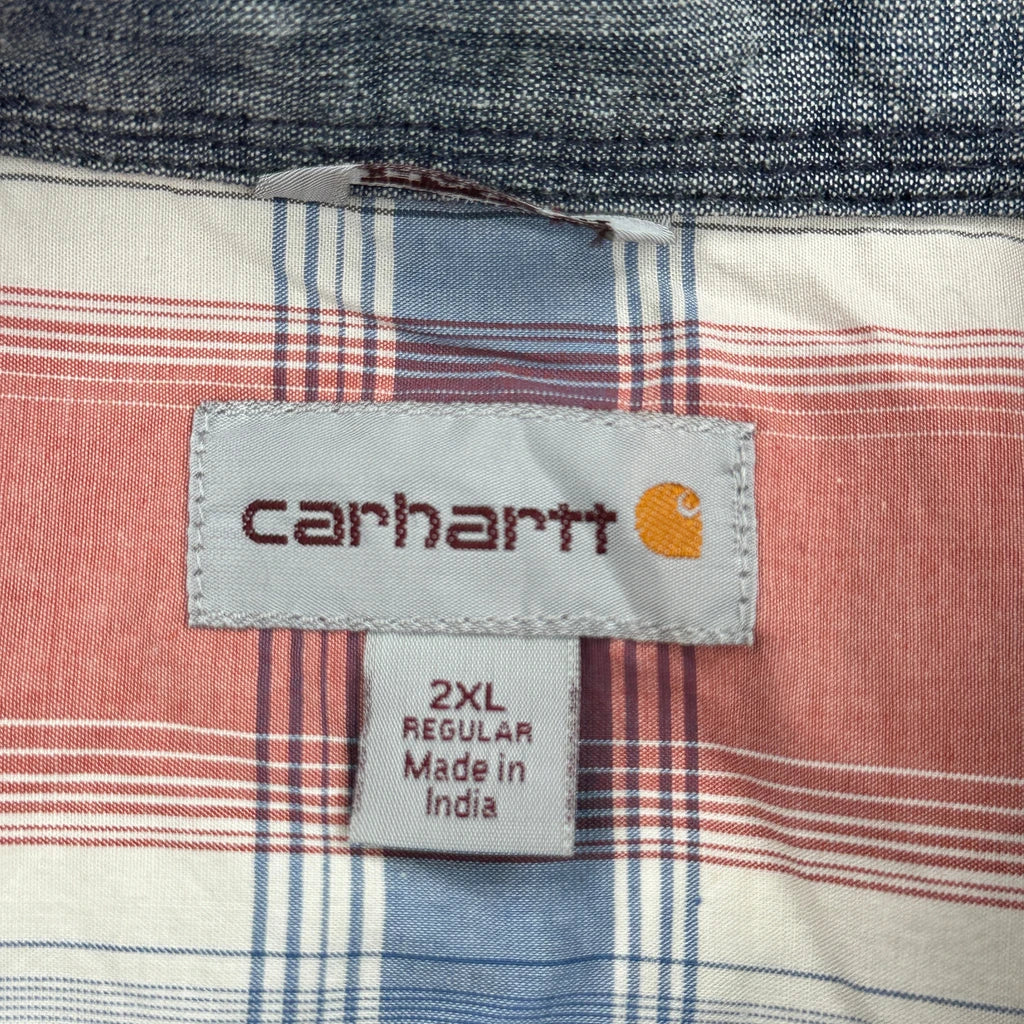 carhartt
2XL
REGULAR
Made in
India